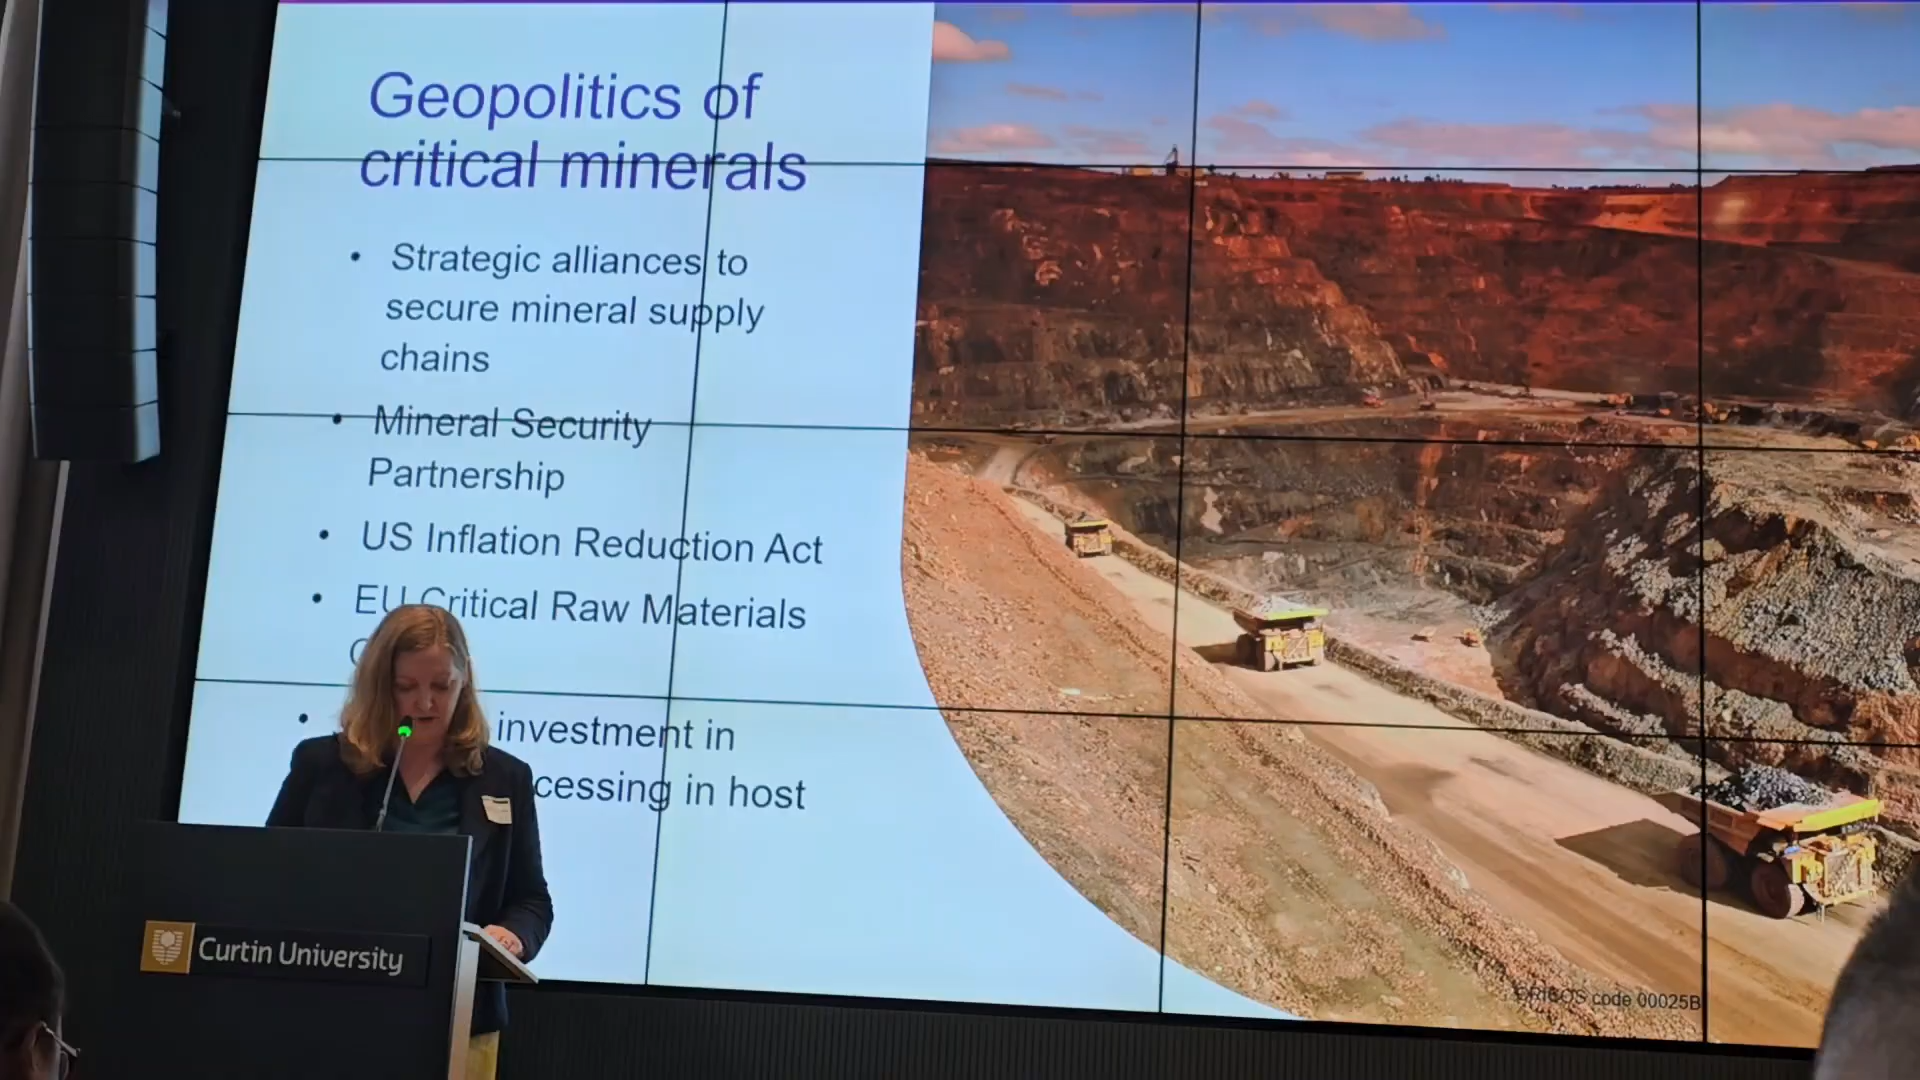 Geopolitics of
critical minerals
• Strategic alliances to
secure mineral supply
chains
• Mineral Security
Partnership
• US Inflation Reduction Act
• EU Critical Raw Materials
• investment in
in host
Curtin University
code 00025B